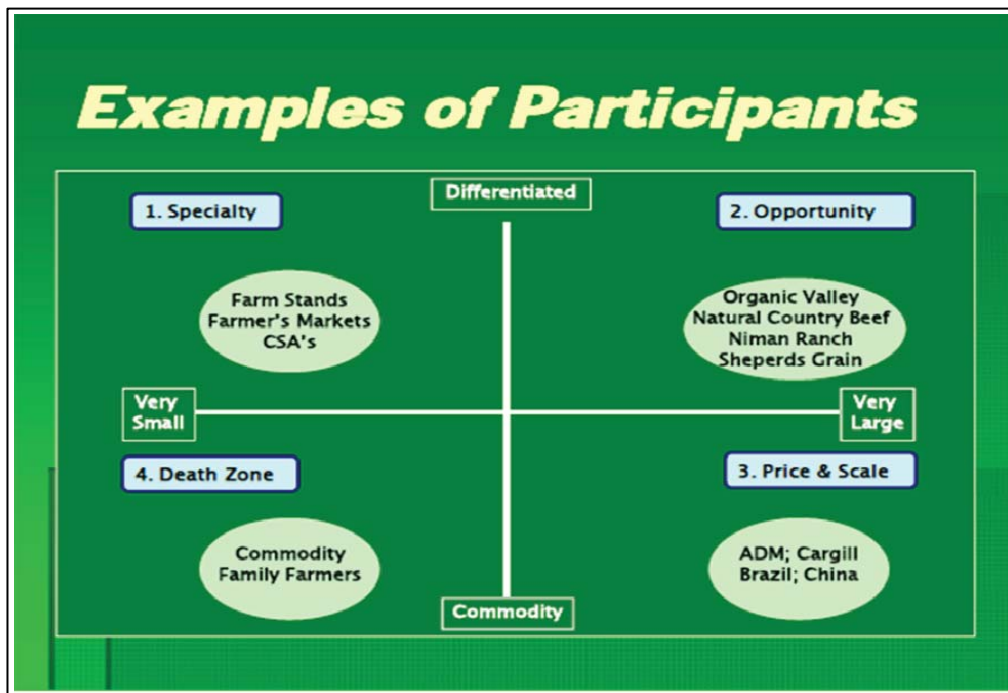 Examples of Participants
Differentiated
1. Specialty
2. Opportunity
Farm Stands
Farmer's Markets
CSA's
Organic Valley
Natural Country Beef
Niman Ranch
Sheperds Grain
Very
Small
Very
Large
4. Death Zone
3. Price & Scale
Commodity
Family Farmers
ADM; Cargill
Brazil; China
Commodity